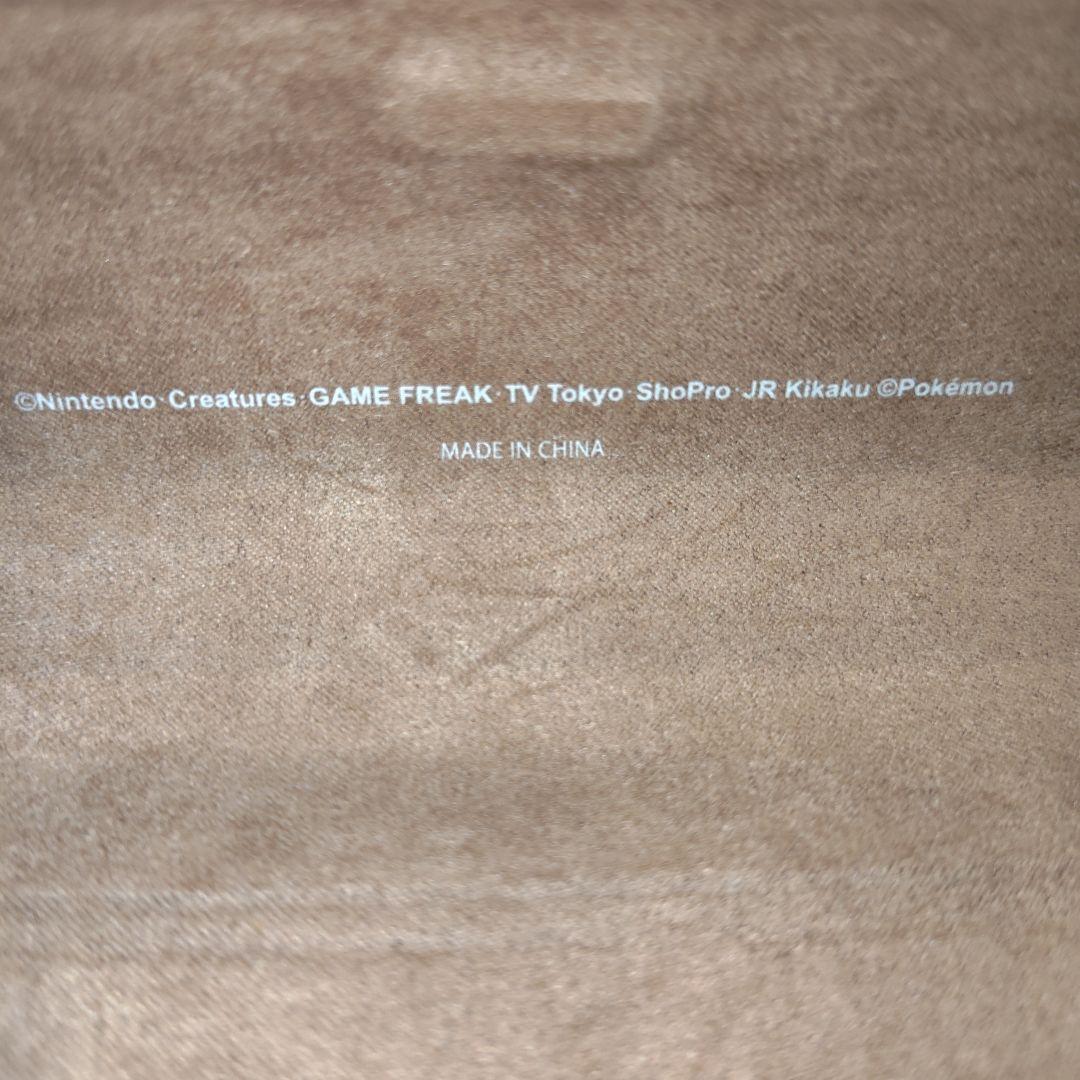 ©Nintendo·Creatures·GAME FREAK·TV Tokyo·ShoPro·JR Kikaku ©Pokémon
MADE IN CHINA